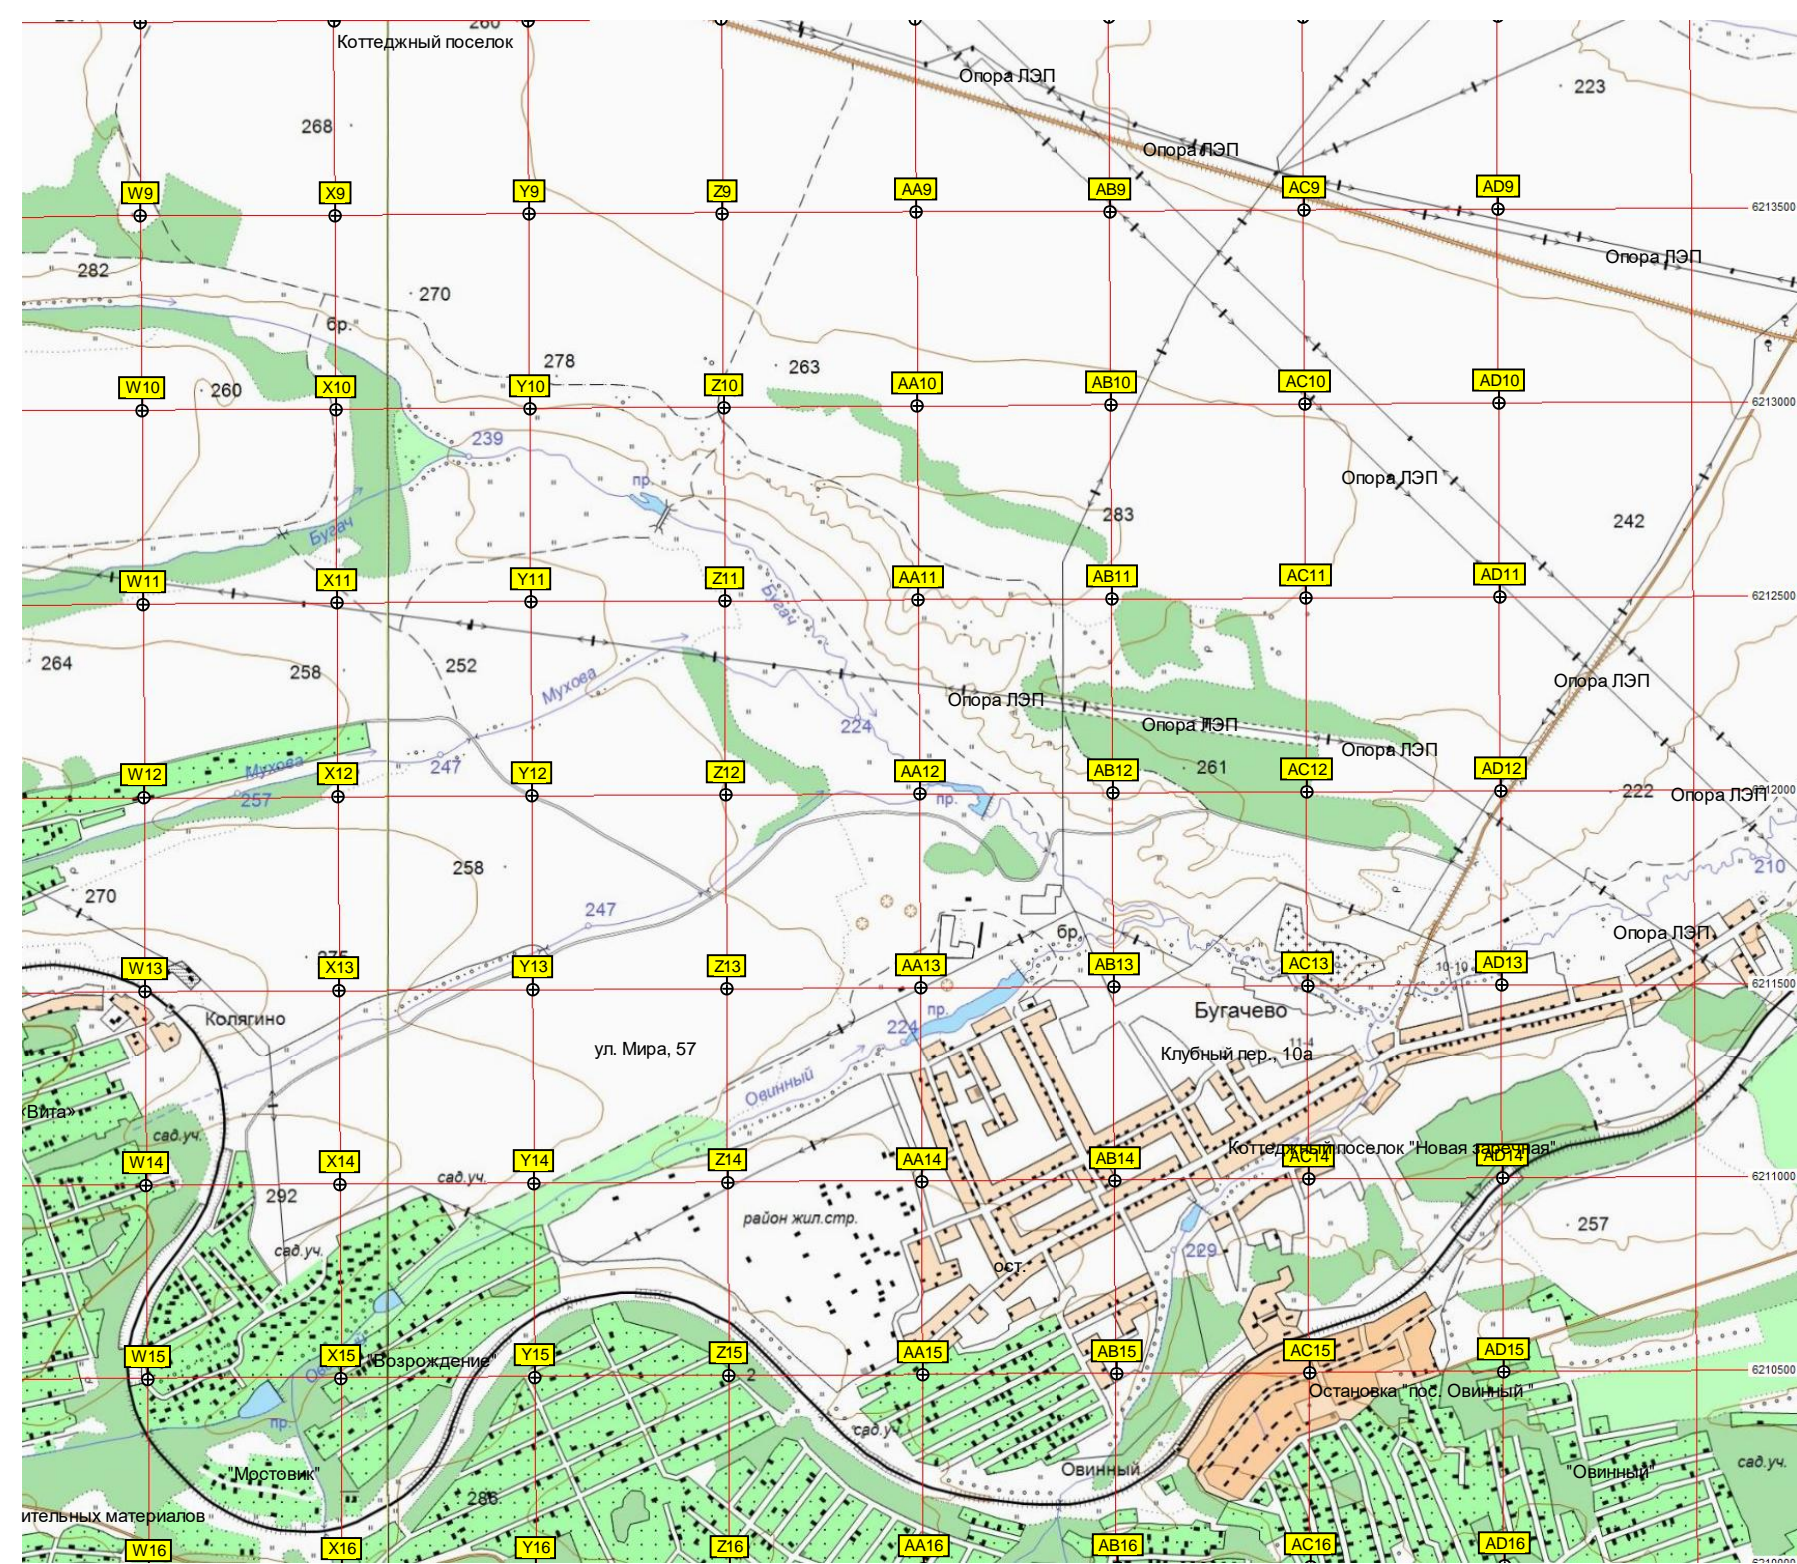 260
Коттеджный поселок
Опора ЛЭП
223
268
Опора ЛЭП
W9
X9
Y9
Z9
AA9
AB9
AC9
AD9
6213500
282
270
Опора ЛЭП
бр.
278
263
W10
260
X10
Y10
Z10
AA10
AB10
AC10
AD10
6213000
239
пр.
Опора ЛЭП
283
242
Бугач
W11
X11
Y11
Z11
AA11
AB11
AC11
AD11
6212500
Бугач
264
258
252
Мухова
Опора ЛЭП
Опора ЛЭП
224
Опора ЛЭП
Опора ЛЭП
Мухова
247
W12
257
X12
Y12
Z12
AA12
пр.
AB12
261
AC12
AD12
222
Опора ЛЭП
6212000
258
210
270
247
бр.
Опора ЛЭП
275
W13
X13
Y13
Z13
AA13
AB13
AC13
10-10
AD13
6211500
Колягино
пр.
224
Бугачево
ул. Мира, 57
11-4
Клубный пер., 10а
Овинный
"Вита"
сад.уч.
Коттеджный поселок "Новая заречная"
W14
X14
Y14
Z14
AA14
AB14
AC14
AD14
6211000
сад.уч.
292
район жил.стр.
257
сад.уч.
229
ост.
W15
X15
"Возрождение"
Y15
Z15
2
AA15
AB15
AC15
AD15
6210500
Остановка "пос. Овинный "
пр.
сад.уч.
"Мостовик"
286
Овинный
"Овинный"
сад.уч.
ительных материалов
W16
X16
Y16
Z16
AA16
AB16
AC16
AD16